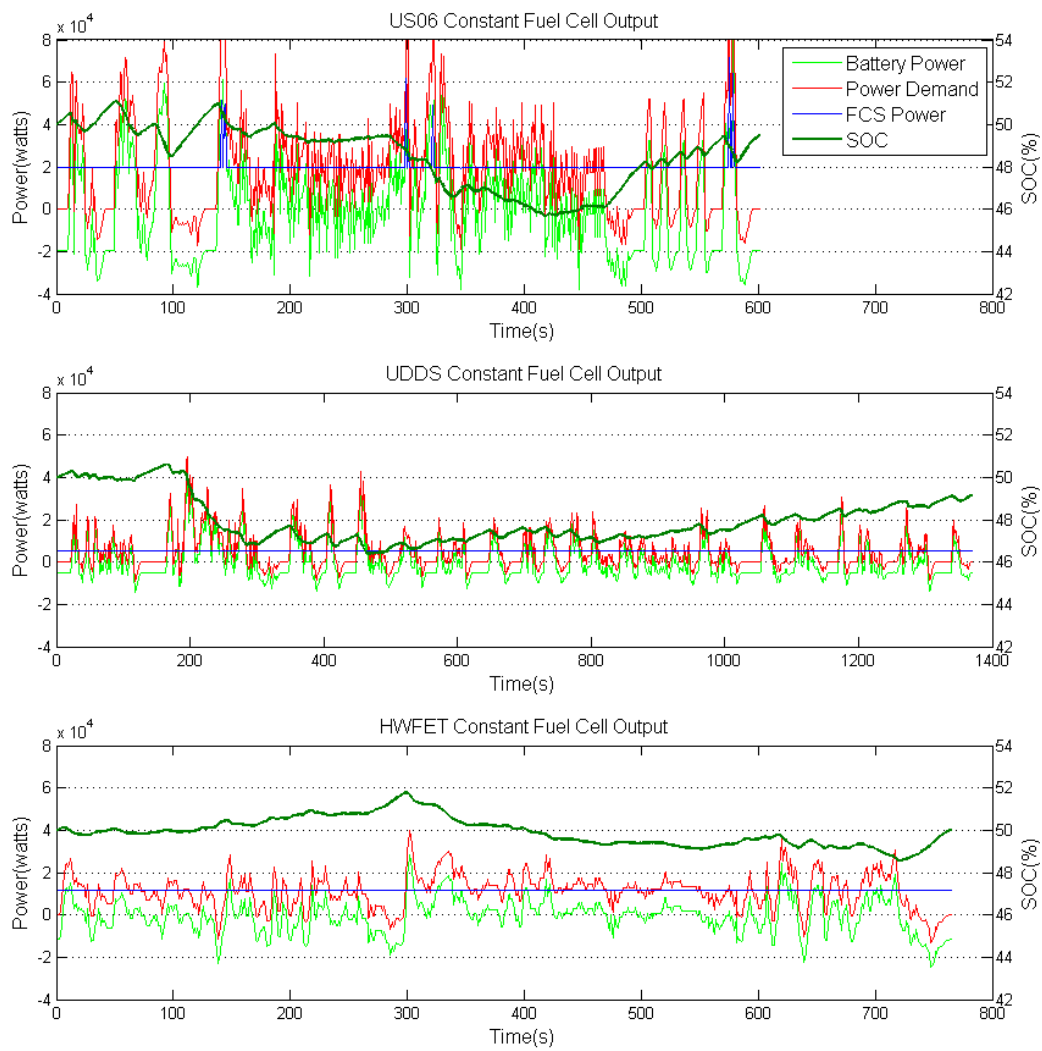 US06 Constant Fuel Cell Output
x 10^4
8
6
4
2
0
-2
-4
Power(watts)
54
52
50
48
46
44
42
SOC(%)
Battery Power
Power Demand
FCS Power
SOC
0 100 200 300 400 500 600 700 800
Time(s)
UDDS Constant Fuel Cell Output
x 10^4
8
6
4
2
0
-2
-4
Power(watts)
54
52
50
48
46
44
42
SOC(%)
0 200 400 600 800 1000 1200 1400
Time(s)
HWFET Constant Fuel Cell Output
x 10^4
8
6
4
2
0
-2
-4
Power(watts)
54
52
50
48
46
44
42
SOC(%)
0 100 200 300 400 500 600 700 800
Time(s)